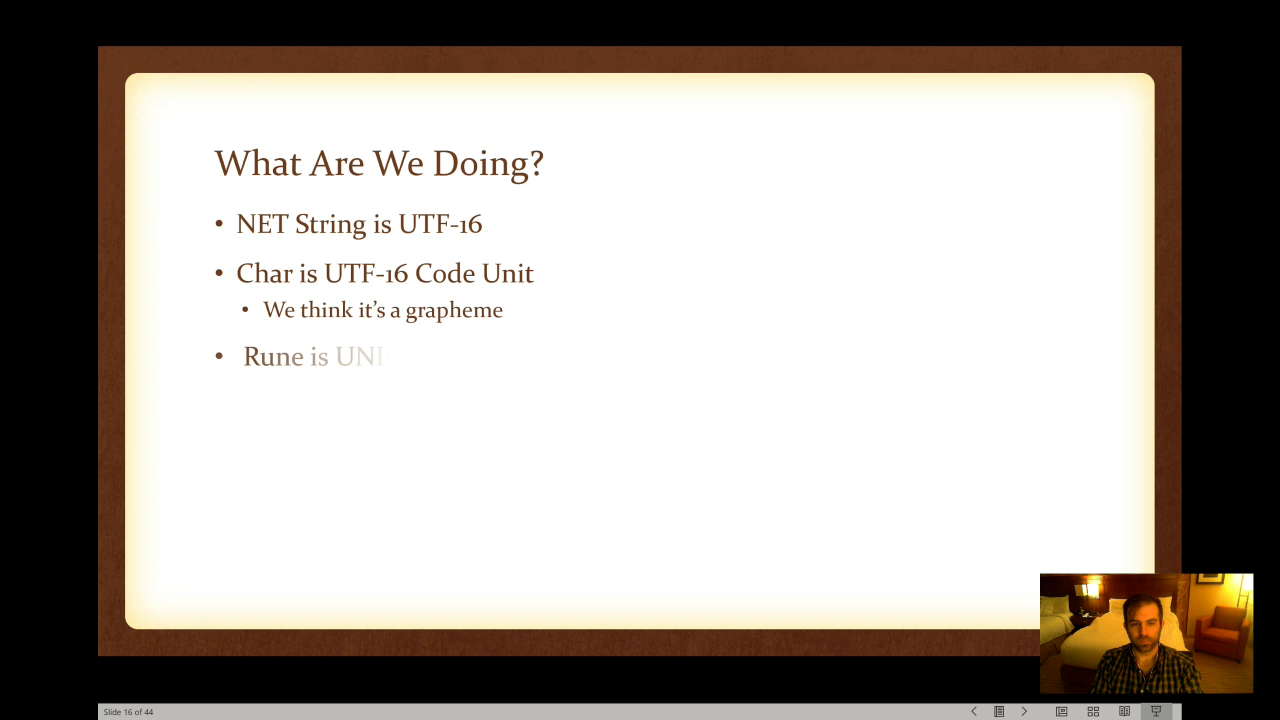 What Are We Doing?
• NET String is UTF-16
• Char is UTF-16 Code Unit
• We think it's a grapheme
• Rune is UNI
Slide 16 of 44